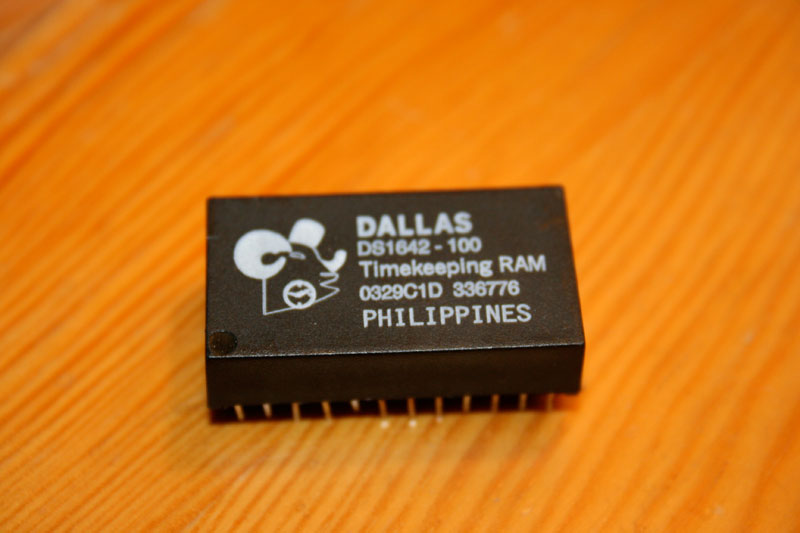 DALLAS
DS1642-100
Timekeeping RAM
0329C1D 336776
PHILIPPINES